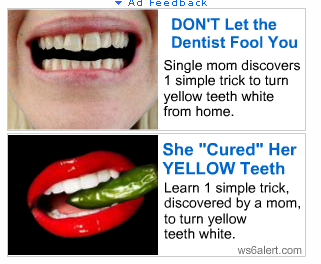 Ad Feedback
DON'T Let the
Dentist Fool You
Single mom discovers
1 simple trick to turn
yellow teeth white
from home.
She "Cured" Her
YELLOW Teeth
Learn 1 simple trick,
discovered by a mom,
to turn yellow
teeth white.
ws6alert.com